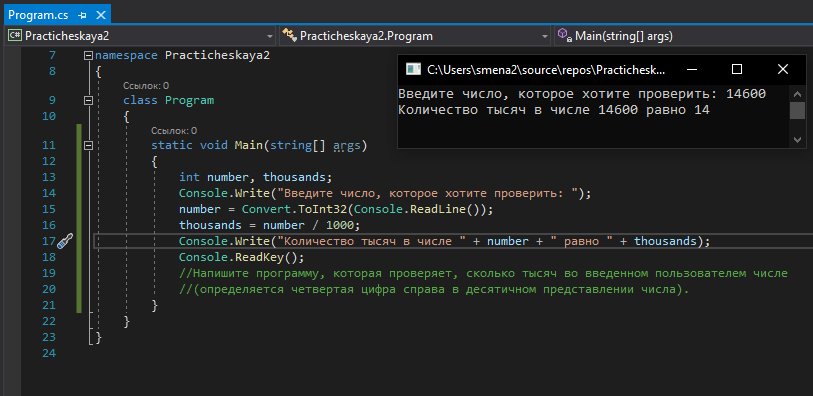 Program.cs
C# Practicheskaya2 Practicheskaya2.Program Main(string[] args)
7 namespace Practicheskaya2
8 {
Ссылок: 0
9 class Program
10 {
Ссылок: 0
11 static void Main(string[] args)
12 {
13 int number, thousands;
14 Console.Write("Введите число, которое хотите проверить: ");
15 number = Convert.ToInt32(Console.ReadLine());
16 thousands = number / 1000;
17 Console.Write("Количество тысяч в числе " + number + " равно " + thousands);
18 Console.ReadKey();
19 //Напишите программу, которая проверяет, сколько тысяч во введенном пользователем числе
20 //(определяется четвертая цифра справа в десятичном представлении числа).
21 }
22 }
23 }
24
C:\Users\smena2\source\repos\Practichesk...
Введите число, которое хотите проверить: 14600
Количество тысяч в числе 14600 равно 14